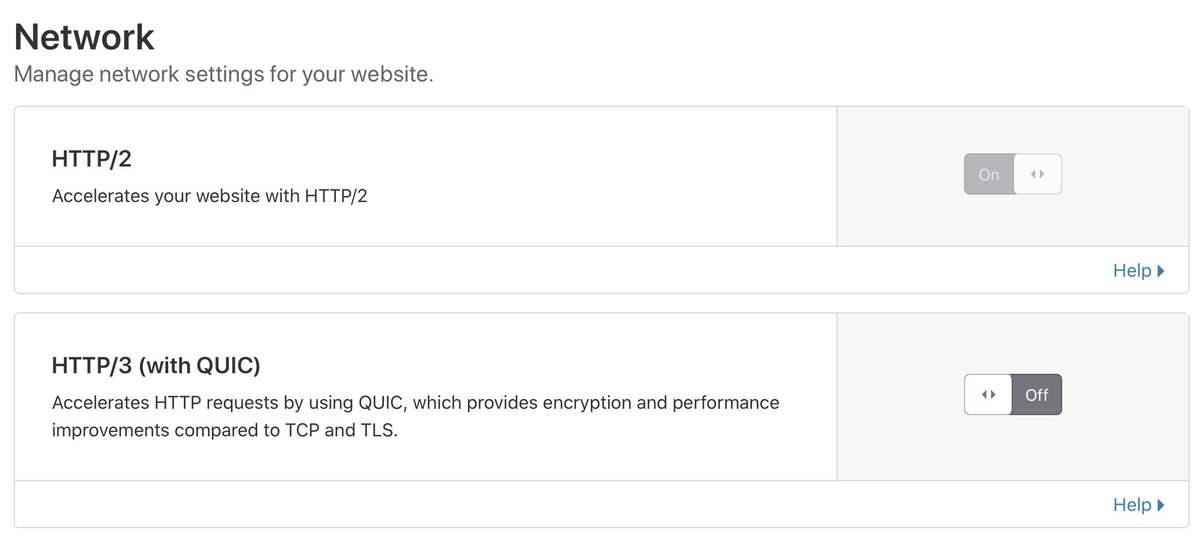 Network
Manage network settings for your website.
HTTP/2
Accelerates your website with HTTP/2
On
Help
HTTP/3 (with QUIC)
Accelerates HTTP requests by using QUIC, which provides encryption and performance
improvements compared to TCP and TLS.
Off
Help